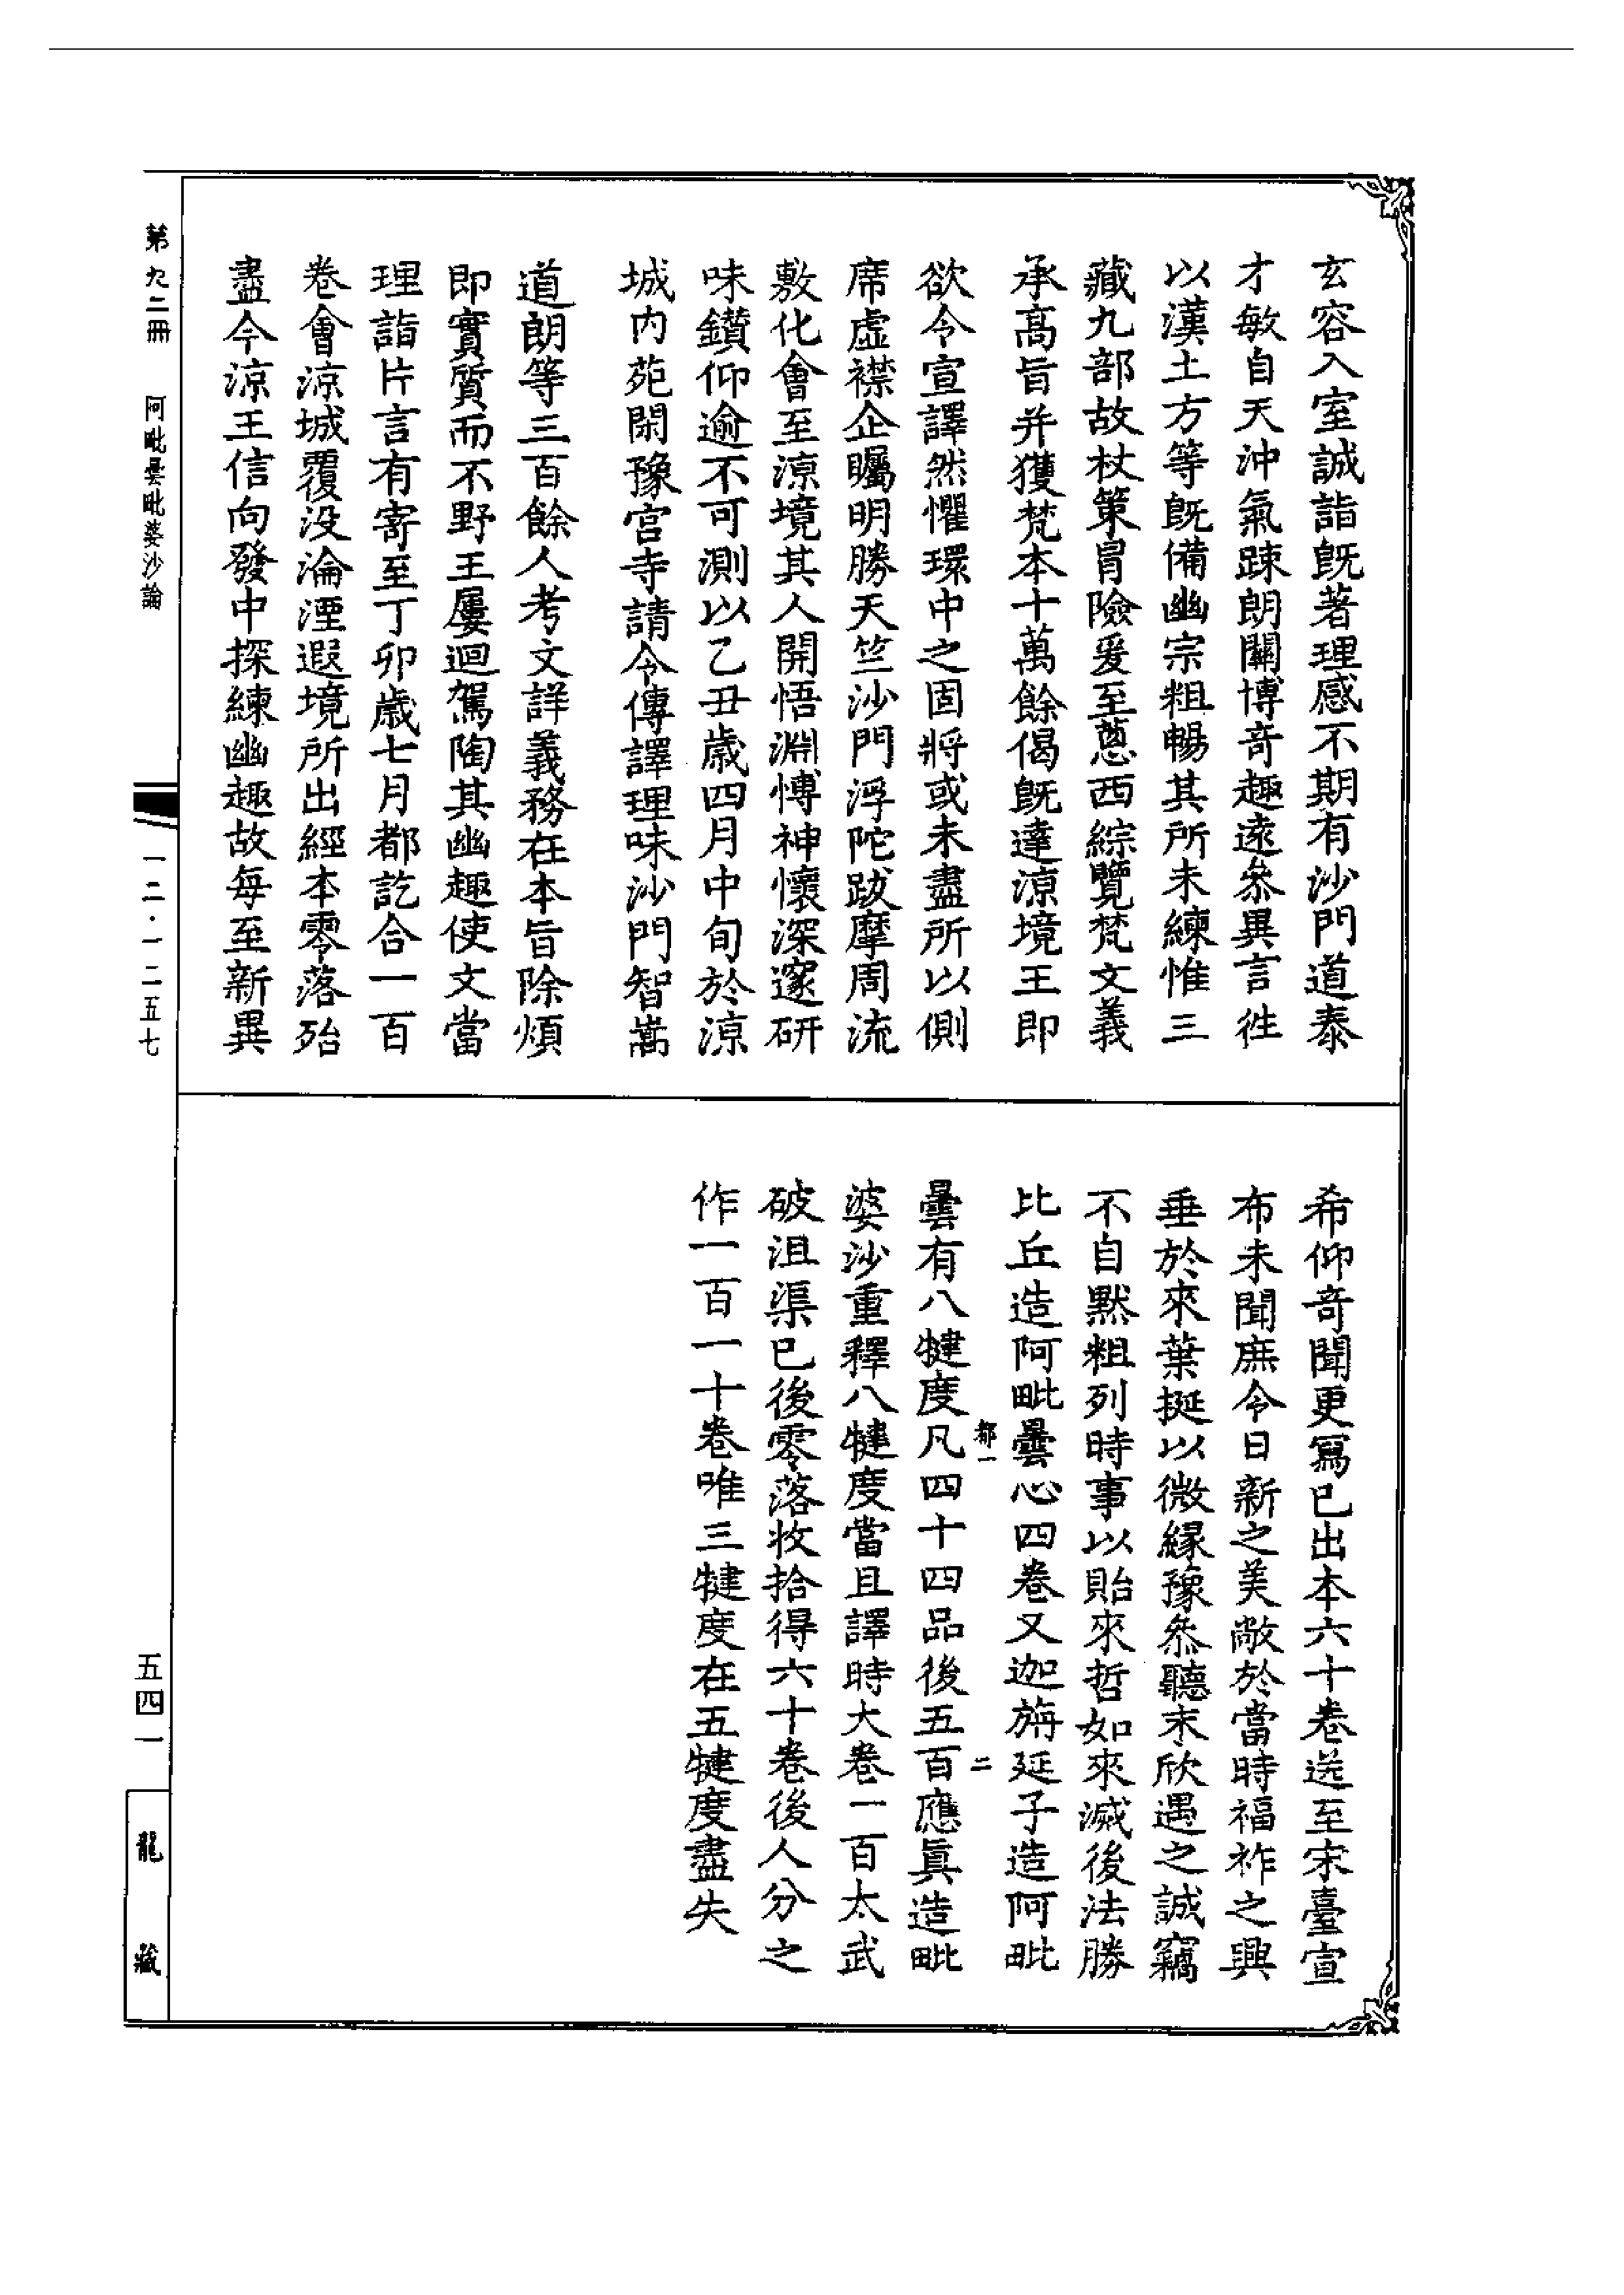 玄容入室誠詣既著理感不期有沙門道泰
才敏自天沖氣踈朗關博奇趣遠叅異言徃
以漢土方等既備幽宗粗暢其所未練惟三
藏九部故杖策冒險爰至葱西綜覽梵文義
承高旨并獲梵本十萬餘偈既達涼境王即
欲令宣譯然懼環中之固將或未盡所以側
席虛襟企矚明勝天竺沙門浮陀跋摩周流
敷化會至涼境其人開悟淵博神懷深邃研
味鑚仰逾不可測以乙丑歲四月中旬於涼
城內苑閑豫宮寺請令傳譯理味沙門智嵩
道朗等三百餘人考文詳義務在本旨除煩
即實質而不野王屢迴駕陶其幽趣使文當
理詣片言有寄至丁卯歲七月都訖合一百
卷會涼城覆沒淪湮遐境所出經本零落殆
盡今涼王信向發中探練幽趣故每至新異
希仰奇聞更寫已出本六十卷送至宋臺宣
布未聞庶令日新之美敞於當時福祚之興
垂於來葉挺以微緣豫叅聽末欣遇之誠竊
不自默粗列時事以貽來哲如來滅後法勝
比丘造阿毗曇心四卷又迦旃延子造阿毗
曇有八犍度凡四十四品後五百應真造毗
婆沙重釋八犍度當且譯時大卷一百太武
破沮渠已後零落收拾得六十卷後人分之
作一百一十卷唯三犍度在五犍度盡失
都一
二
第九二冊 阿毗曇毗婆沙論
一二·一二五七
五四一
龍藏